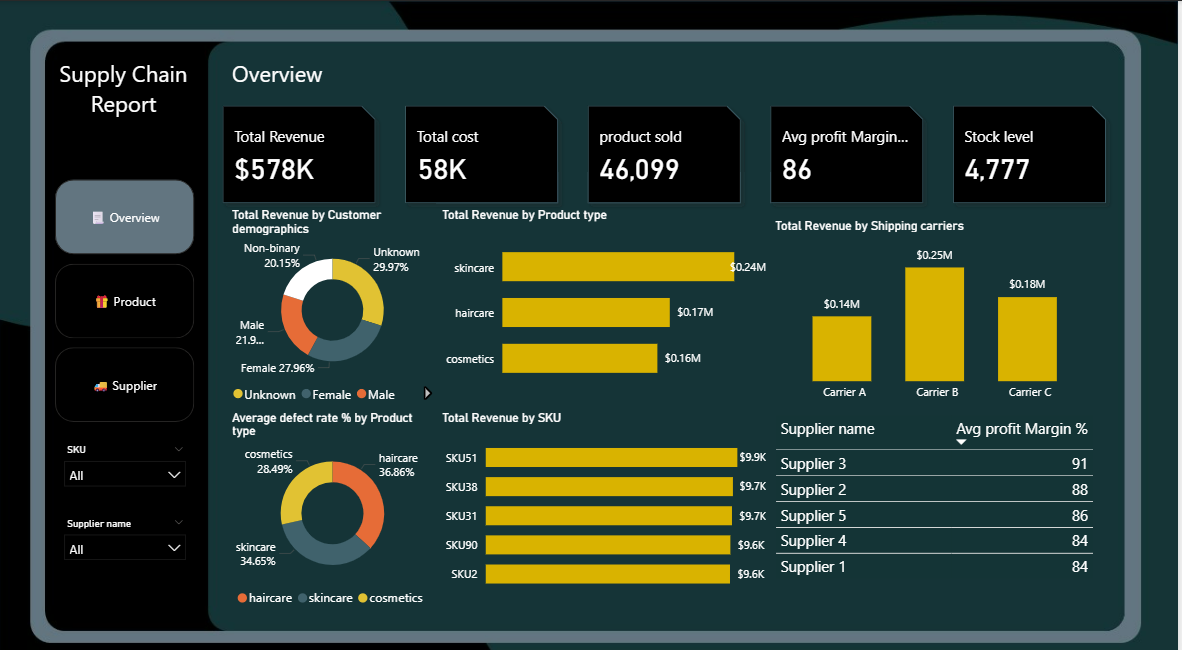 Supply Chain
Report
Overview
Product
Supplier
SKU
All
Supplier name
All
Overview
Total Revenue
$578K
Total cost
58K
product sold
46,099
Avg profit Margin...
86
Stock level
4,777
Total Revenue by Customer
demographics
Non-binary
20.15%
Unknown
29.97%
Male
21.9...
Female 27.96%
Unknown Female Male
Total Revenue by Product type
skincare $0.24M
haircare $0.17M
cosmetics $0.16M
Total Revenue by Shipping carriers
$0.14M
$0.25M
$0.18M
Carrier A Carrier B Carrier C
Average defect rate % by Product
type
cosmetics
28.49%
haircare
36.86%
skincare
34.65%
haircare skincare cosmetics
Total Revenue by SKU
SKU51 $9.9K
SKU38 $9.7K
SKU31 $9.7K
SKU90 $9.6K
SKU2 $9.6K
Supplier name Avg profit Margin %
Supplier 3 91
Supplier 2 88
Supplier 5 86
Supplier 4 84
Supplier 1 84